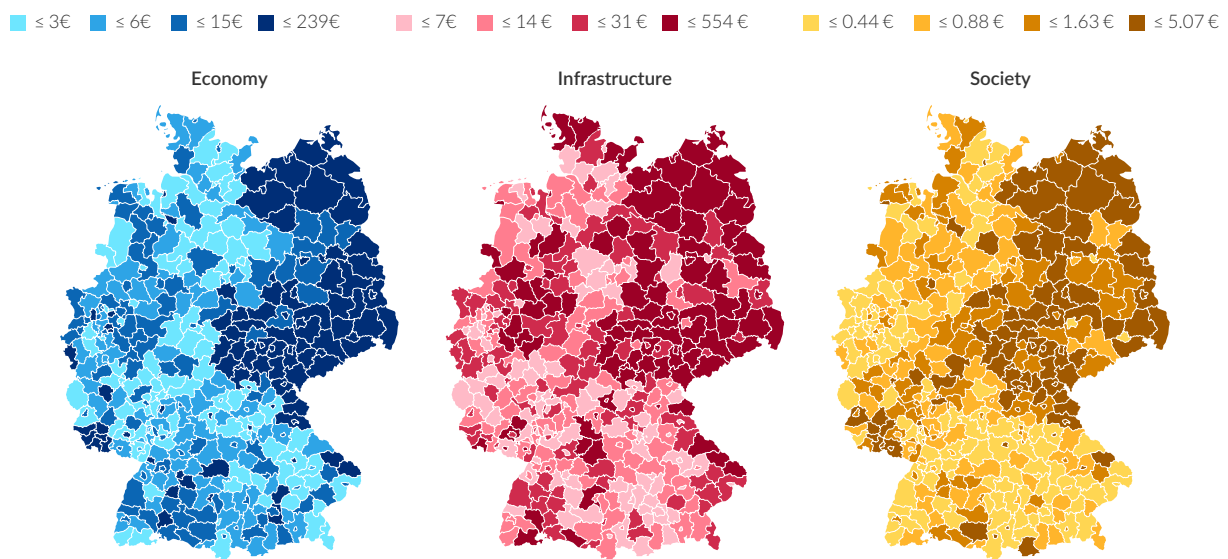 ≤ 3€ ≤ 6€ ≤ 15€ ≤ 239€ ≤ 7€ ≤ 14 € ≤ 31 € ≤ 554 € ≤ 0.44 € ≤ 0.88 € ≤ 1.63 € ≤ 5.07 €
Economy Infrastructure Society